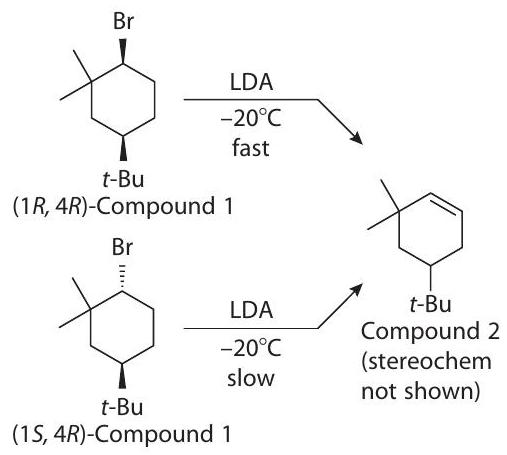 Br
t-Bu
(1R, 4R)-Compound 1
LDA
–20°C
fast
Br
t-Bu
(1S, 4R)-Compound 1
LDA
–20°C
slow
t-Bu
Compound 2
(stereochem
not shown)